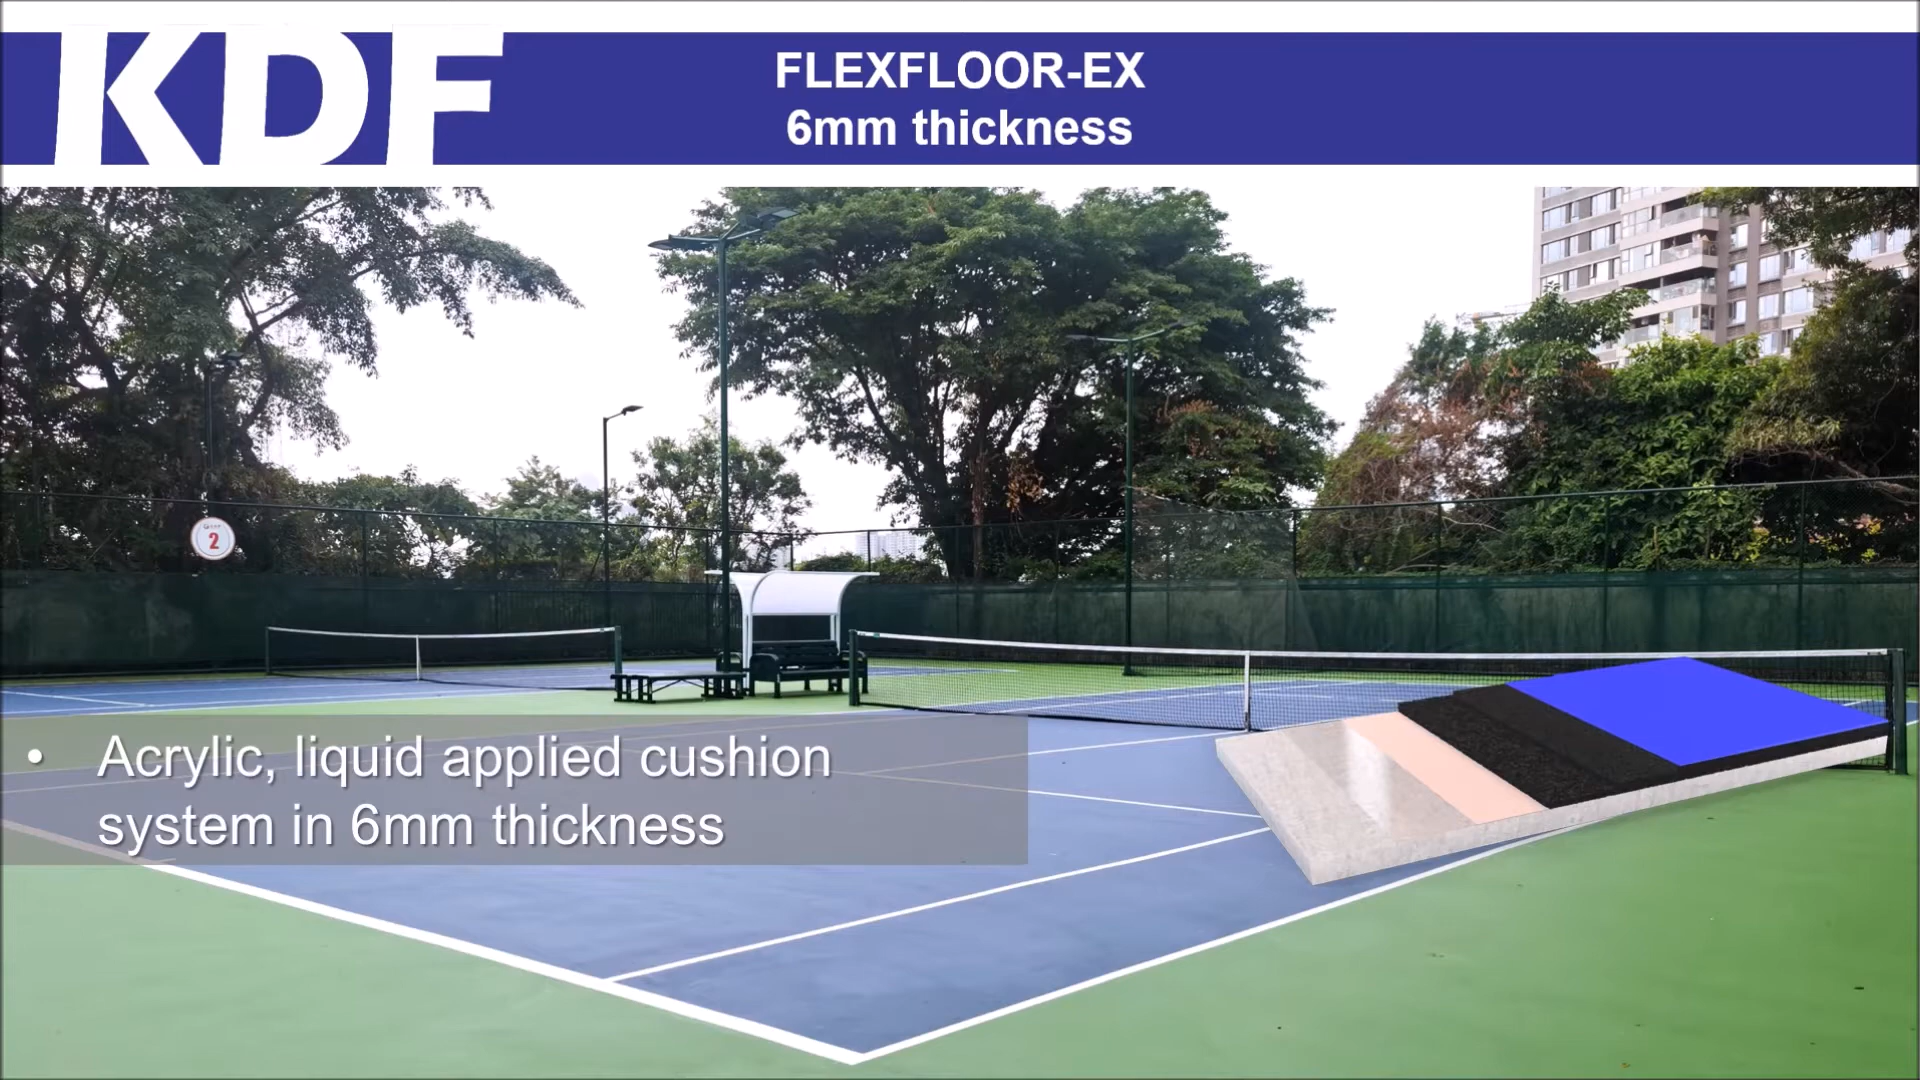 KDF
FLEXFLOOR-EX
6mm thickness
2
• Acrylic, liquid applied cushion
system in 6mm thickness